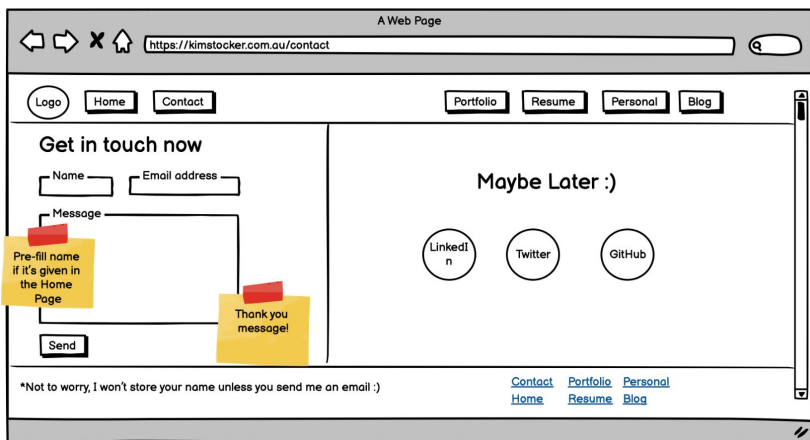 A Web Page
https://kimstocker.com.au/contact
Logo Home Contact Portfolio Resume Personal Blog
Get in touch now
Name Email address
Message
Pre-fill name
if it's given in
the Home
Page
Thank you
message!
Send
Maybe Later :)
LinkedI
n
Twitter
GitHub
*Not to worry, I won't store your name unless you send me an email :)
Contact Portfolio Personal
Home Resume Blog